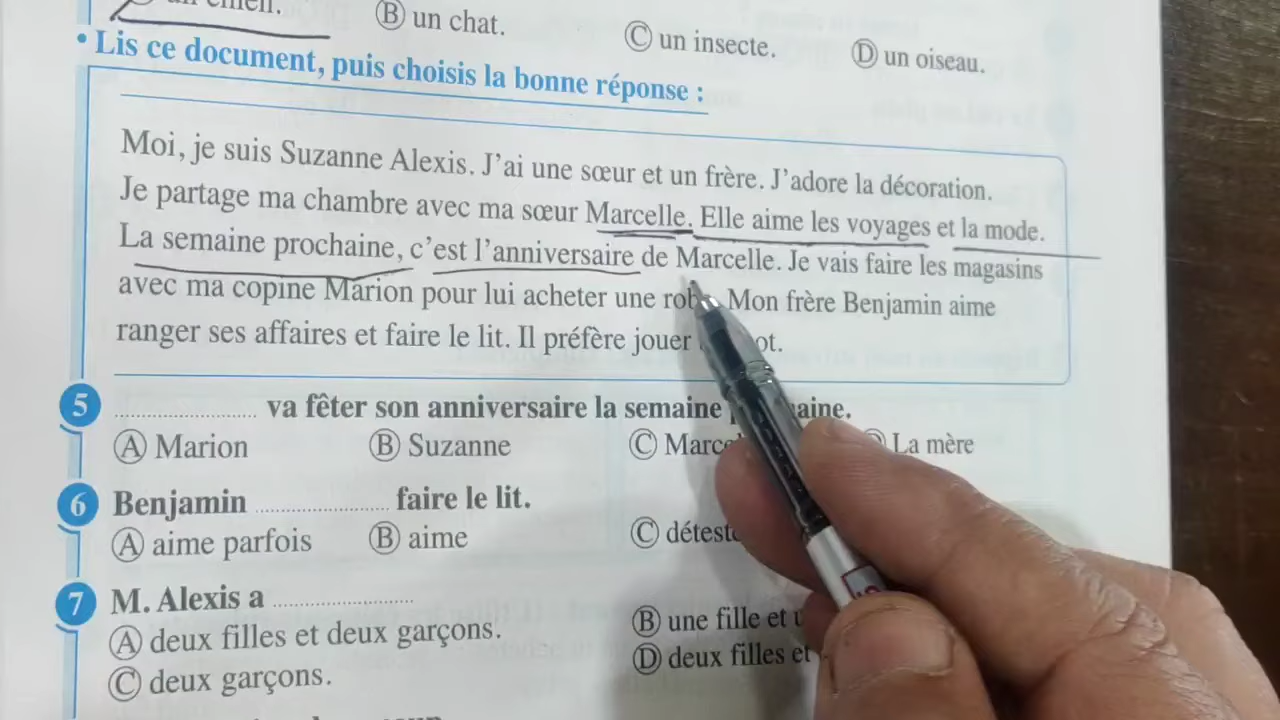 Ⓑ un chat.
Ⓒ un insecte.
Ⓓ un oiseau.
• Lis ce document, puis choisis la bonne réponse :
Moi, je suis Suzanne Alexis. J'ai une sœur et un frère. J'adore la décoration.
Je partage ma chambre avec ma sœur Marcelle. Elle aime les voyages et la mode.
La semaine prochaine, c'est l'anniversaire de Marcelle. Je vais faire les magasins
avec ma copine Marion pour lui acheter une Mon frère Benjamin aime
ranger ses affaires et faire le lit. Il préfère jouer
5 .................... va fêter son anniversaire la semaine
Ⓐ Marion
Ⓑ Suzanne
Ⓒ
La mère
6 Benjamin .................... faire le lit.
Ⓐ aime parfois
Ⓑ aime
Ⓒ
7 M. Alexis a ....................
Ⓐ deux filles et deux garçons.
Ⓑ une fille et
Ⓒ deux garçons.
Ⓓ deux filles et